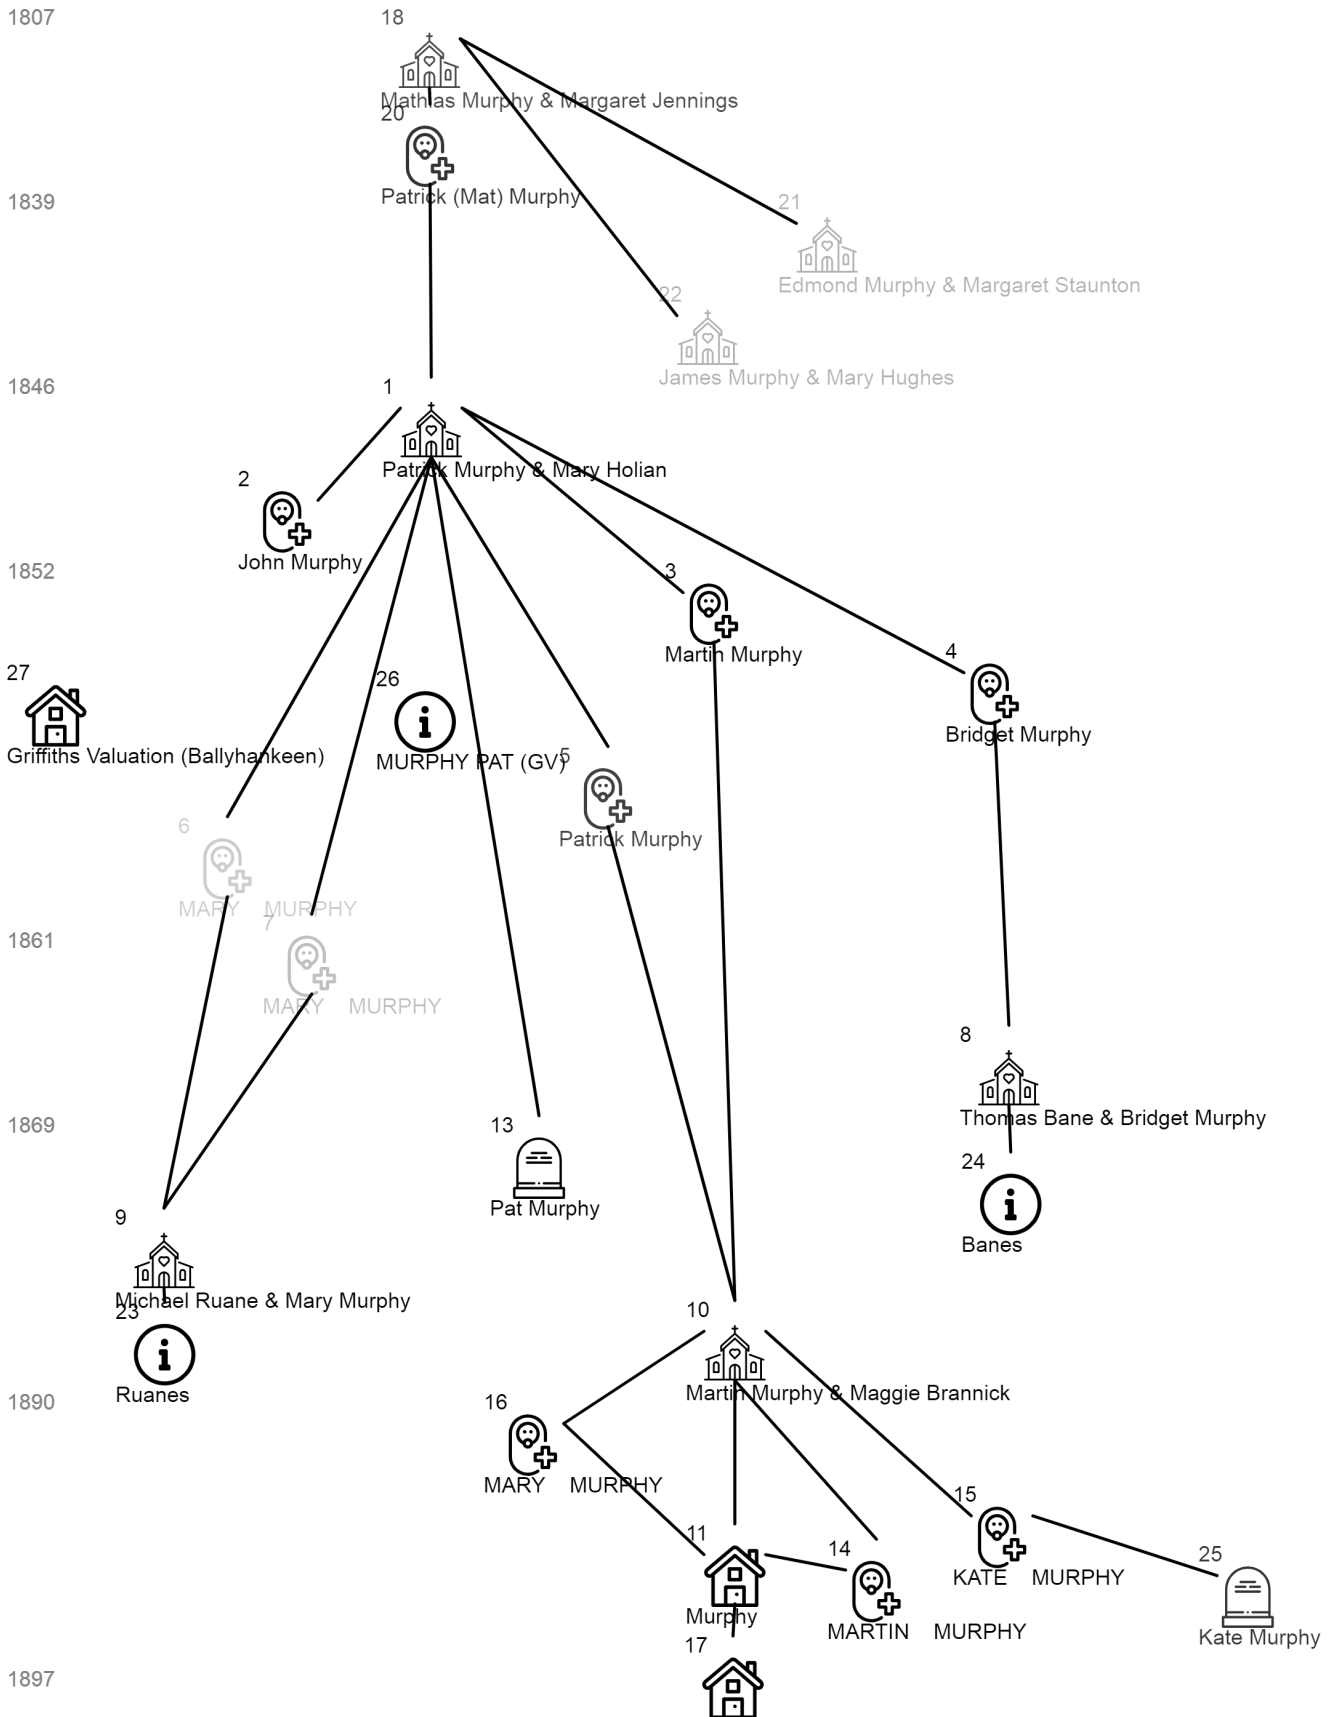 1807
18
Mathias Murphy & Margaret Jennings
20
Patrick (Mat) Murphy
1839
21
Edmond Murphy & Margaret Staunton
22
James Murphy & Mary Hughes
1846
1
Patrick Murphy & Mary Holian
2
John Murphy
1852
3
Martin Murphy
4
Bridget Murphy
27
Griffiths Valuation (Ballyhankeen)
26
MURPHY PAT (GV)
5
Patrick Murphy
6
MARY MURPHY
7
MARY MURPHY
1861
8
Thomas Bane & Bridget Murphy
1869
13
Pat Murphy
24
Banes
9
Michael Ruane & Mary Murphy
23
Ruanes
10
Martin Murphy & Maggie Brannick
1890
16
MARY MURPHY
15
KATE MURPHY
11
Murphy
14
MARTIN MURPHY
25
Kate Murphy
17
1897